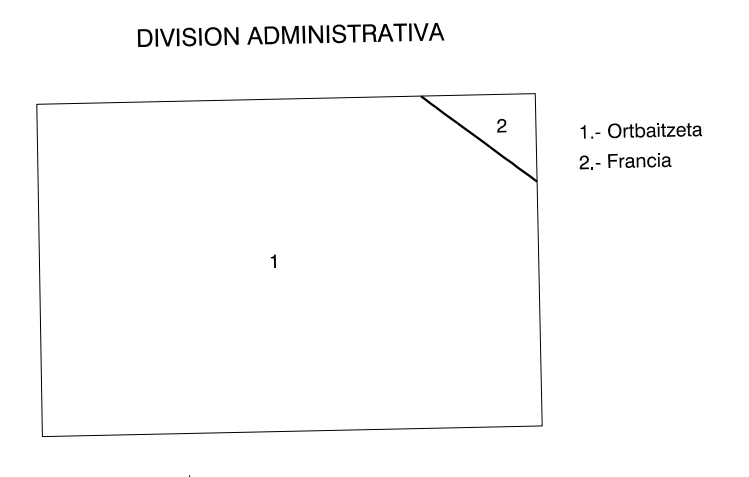 DIVISION ADMINISTRATIVA
2
1.- Ortbaitzeta
2.- Francia
1